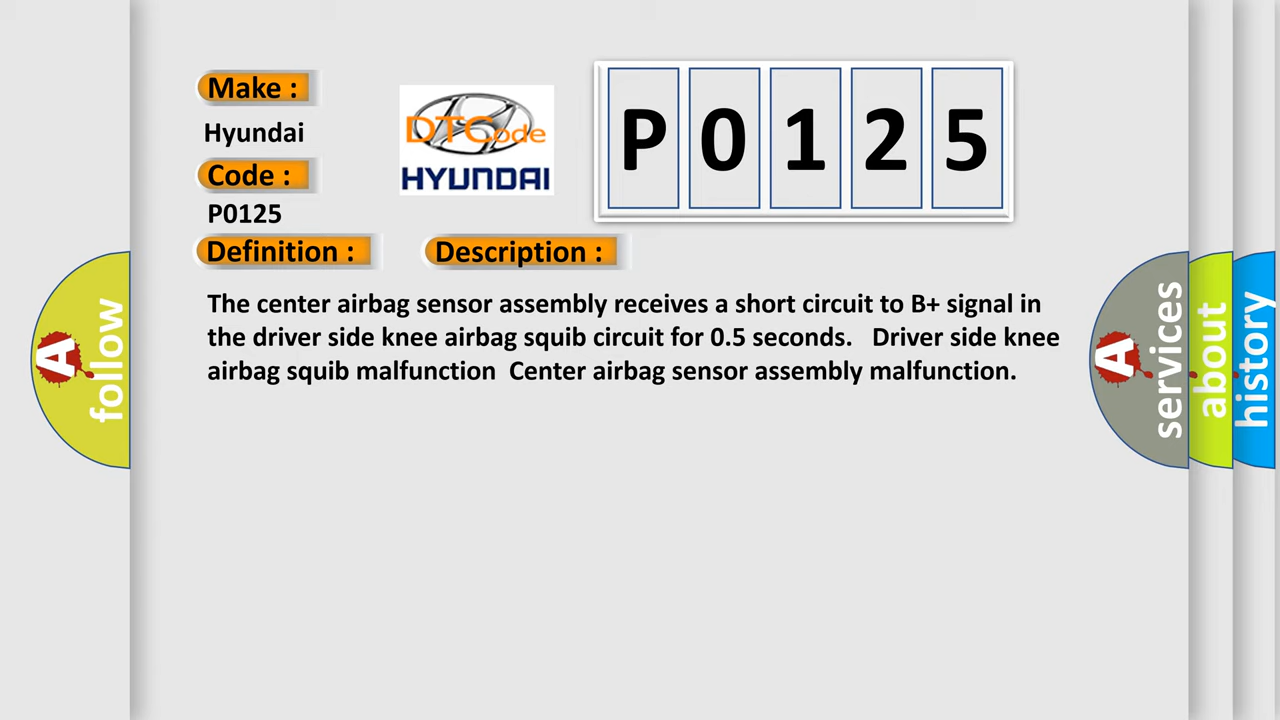 Make :
Hyundai
Code :
P0125
Definition :
Description :
DTCode
HYUNDAI
P 0 1 2 5
The center airbag sensor assembly receives a short circuit to B+ signal in
the driver side knee airbag squib circuit for 0.5 seconds.   Driver side knee
airbag squib malfunction  Center airbag sensor assembly malfunction.
A
follow
A
services
about
history